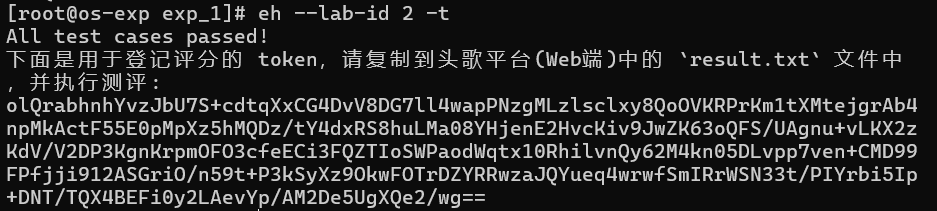 [root@os-exp exp_1]# eh --lab-id 2 -t
All test cases passed!
下面是用于登记评分的 token，请复制到头歌平台(Web端)中的 `result.txt` 文件中
，并执行测评：
olQrabhnhYvzJbU7S+cdtqXxCG4DvV8DG7ll4wapPNzgMLzlsclxy8QoOVKRPrKm1tXMtejgrAb4
npMkActF55E0pMpXz5hMQDz/tY4dxRS8huLMa08YHjenE2HvcKiv9JwZK63oQFS/UAgnu+vLKX2z
KdV/V2DP3KgnKrpmOFO3cfeECi3FQZTIoSWPaodWqtx10RhilvnQy62M4kn05DLvpp7ven+CMD99
FPfjji912ASGriO/n59t+P3kSyXz9OkwFOTrDZYRRwzaJQYueq4wrwfSmIRrWSN33t/PIYrbi5Ip
+DNT/TQX4BEFi0y2LAevYp/AM2De5UgXQe2/wg==